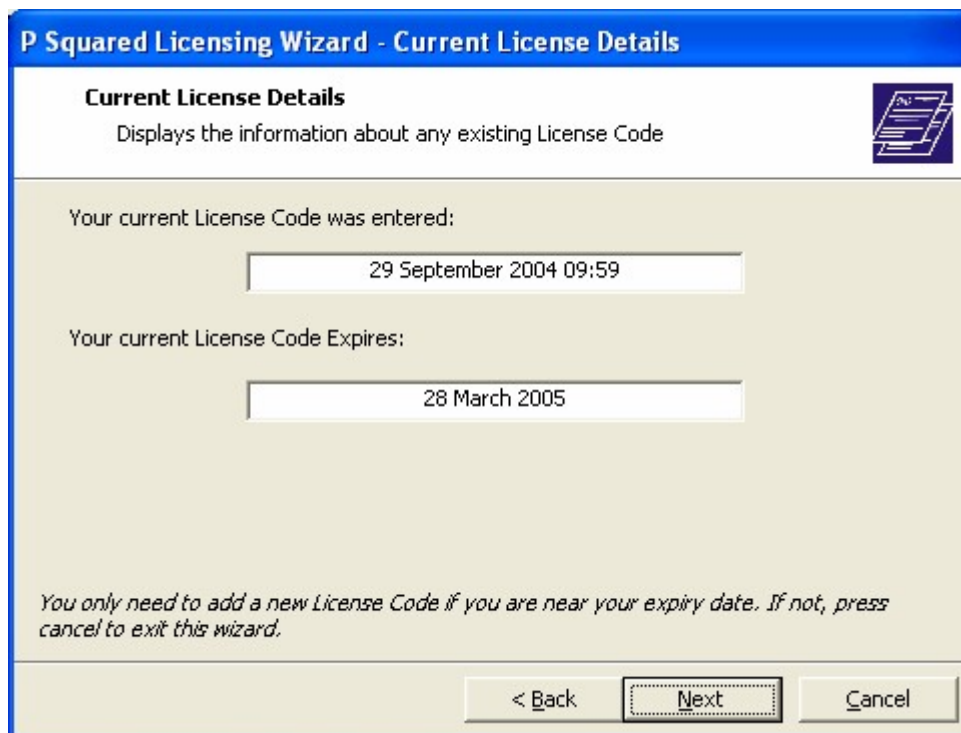 P Squared Licensing Wizard - Current License Details
Current License Details
Displays the information about any existing License Code
Your current License Code was entered:
29 September 2004 09:59
Your current License Code Expires:
28 March 2005
You only need to add a new License Code if you are near your expiry date. If not, press
cancel to exit this wizard.
< Back
Next
Cancel